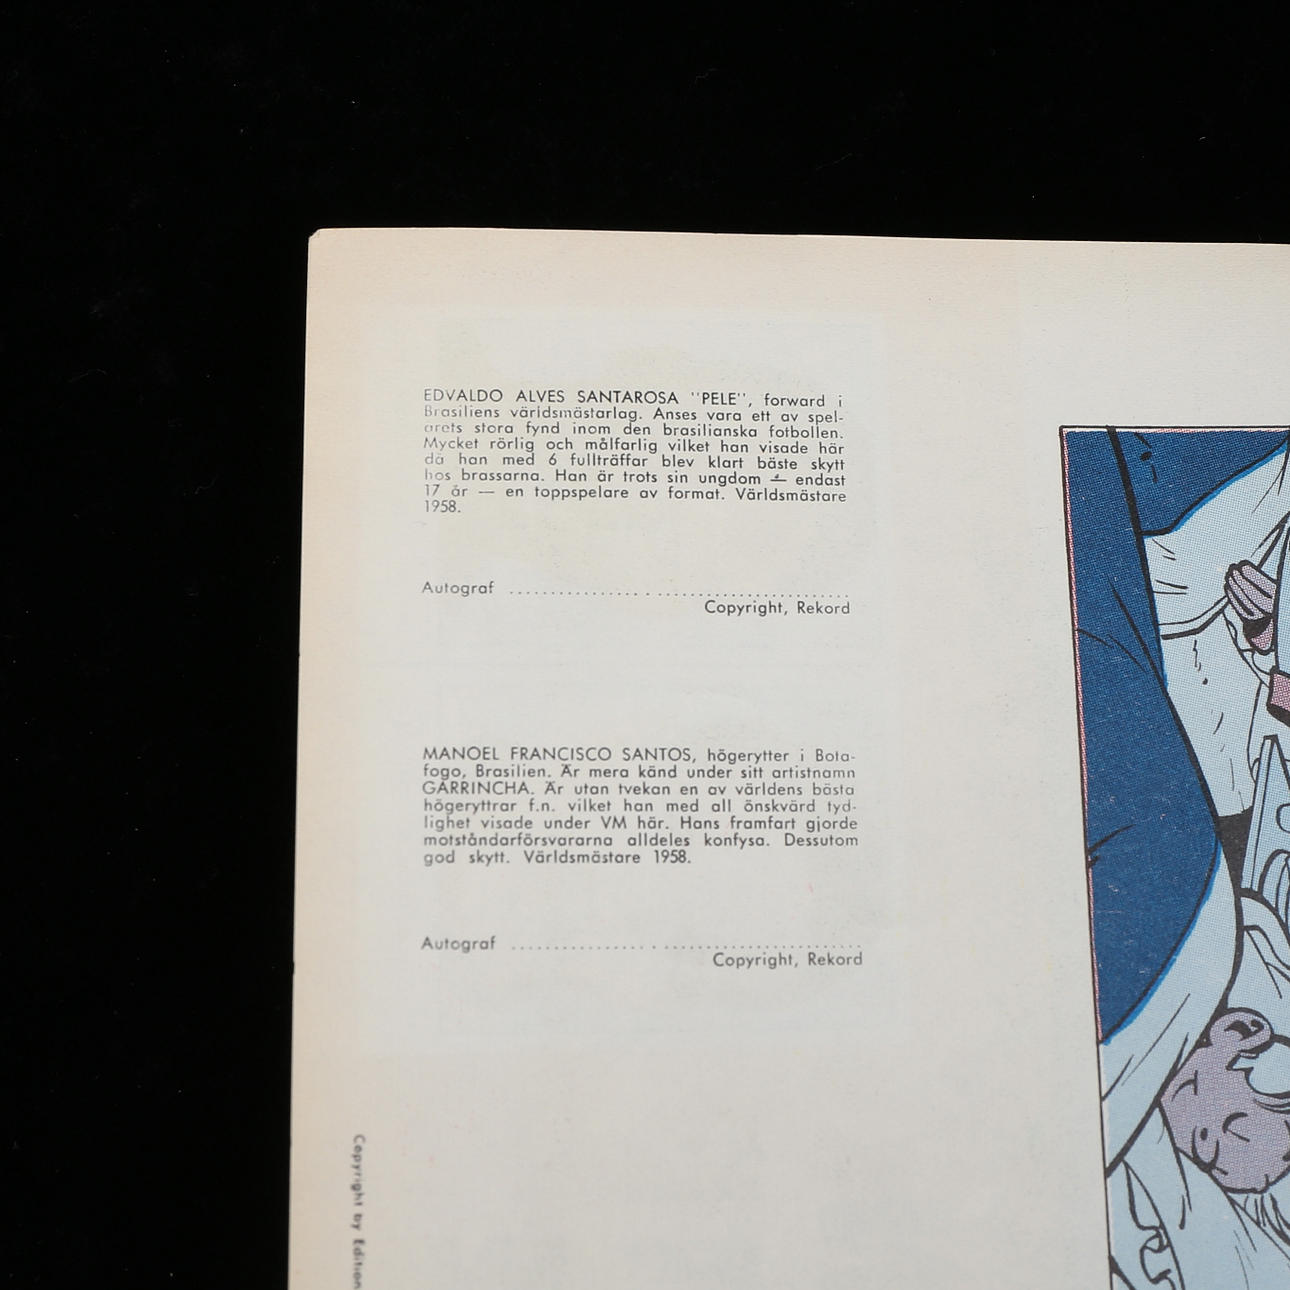 EDVALDO ALVES SANTAROSA "PELE", forward i
Brasiliens världsmästarlag. Anses vara ett av spel-
arets stora fynd inom den brasilianska fotbollen.
Mycket rörlig och målfarlig vilket han visade här
då han med 6 fullträffar blev klart bäste skytt
hos brassarna. Han är trots sin ungdom — endast
17 år — en toppspelare av format. Världsmästare
1958.
Autograf ................................................
Copyright, Rekord
MANOEL FRANCISCO SANTOS, högerytter i Bota-
fogo, Brasilien. Är mera känd under sitt artistnamn
GARRINCHA. Är utan tvekan en av världens bästa
högeryttrar f.n. vilket han med all önskvärd tyd-
lighet visade under VM här. Hans framfart gjorde
motståndarförsvararna alldeles konfysa. Dessutom
god skytt. Världsmästare 1958.
Autograf ................................................
Copyright, Rekord
Copyright by Edition